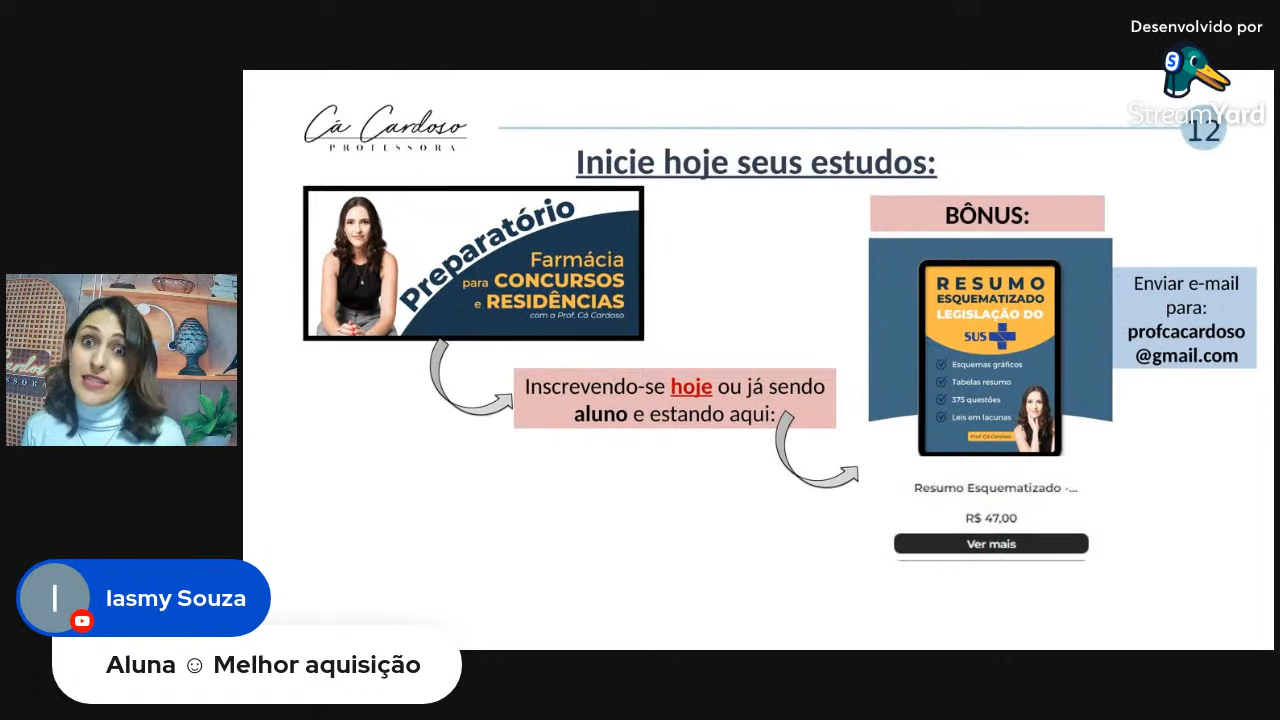 Desenvolvido por
StreamYard
12
Cá Cardoso
PROFESSORA
Inicie hoje seus estudos:
Preparatório
Farmácia
para CONCURSOS
e RESIDÊNCIAS
com a Prof. Cá Cardoso
BÔNUS:
RESUMO
ESQUEMATIZADO
LEGISLAÇÃO DO
SUS
Esquemas gráficos
Tabelas resumo
375 questões
Leis em lacunas
Prof. Cá Cardoso
Enviar e-mail
para:
profcacardoso
@gmail.com
Inscrevendo-se hoje ou já sendo
aluno e estando aqui:
Resumo Esquematizado -...
R$ 47,00
Ver mais
I
Iasmy Souza
Aluna ☺ Melhor aquisição